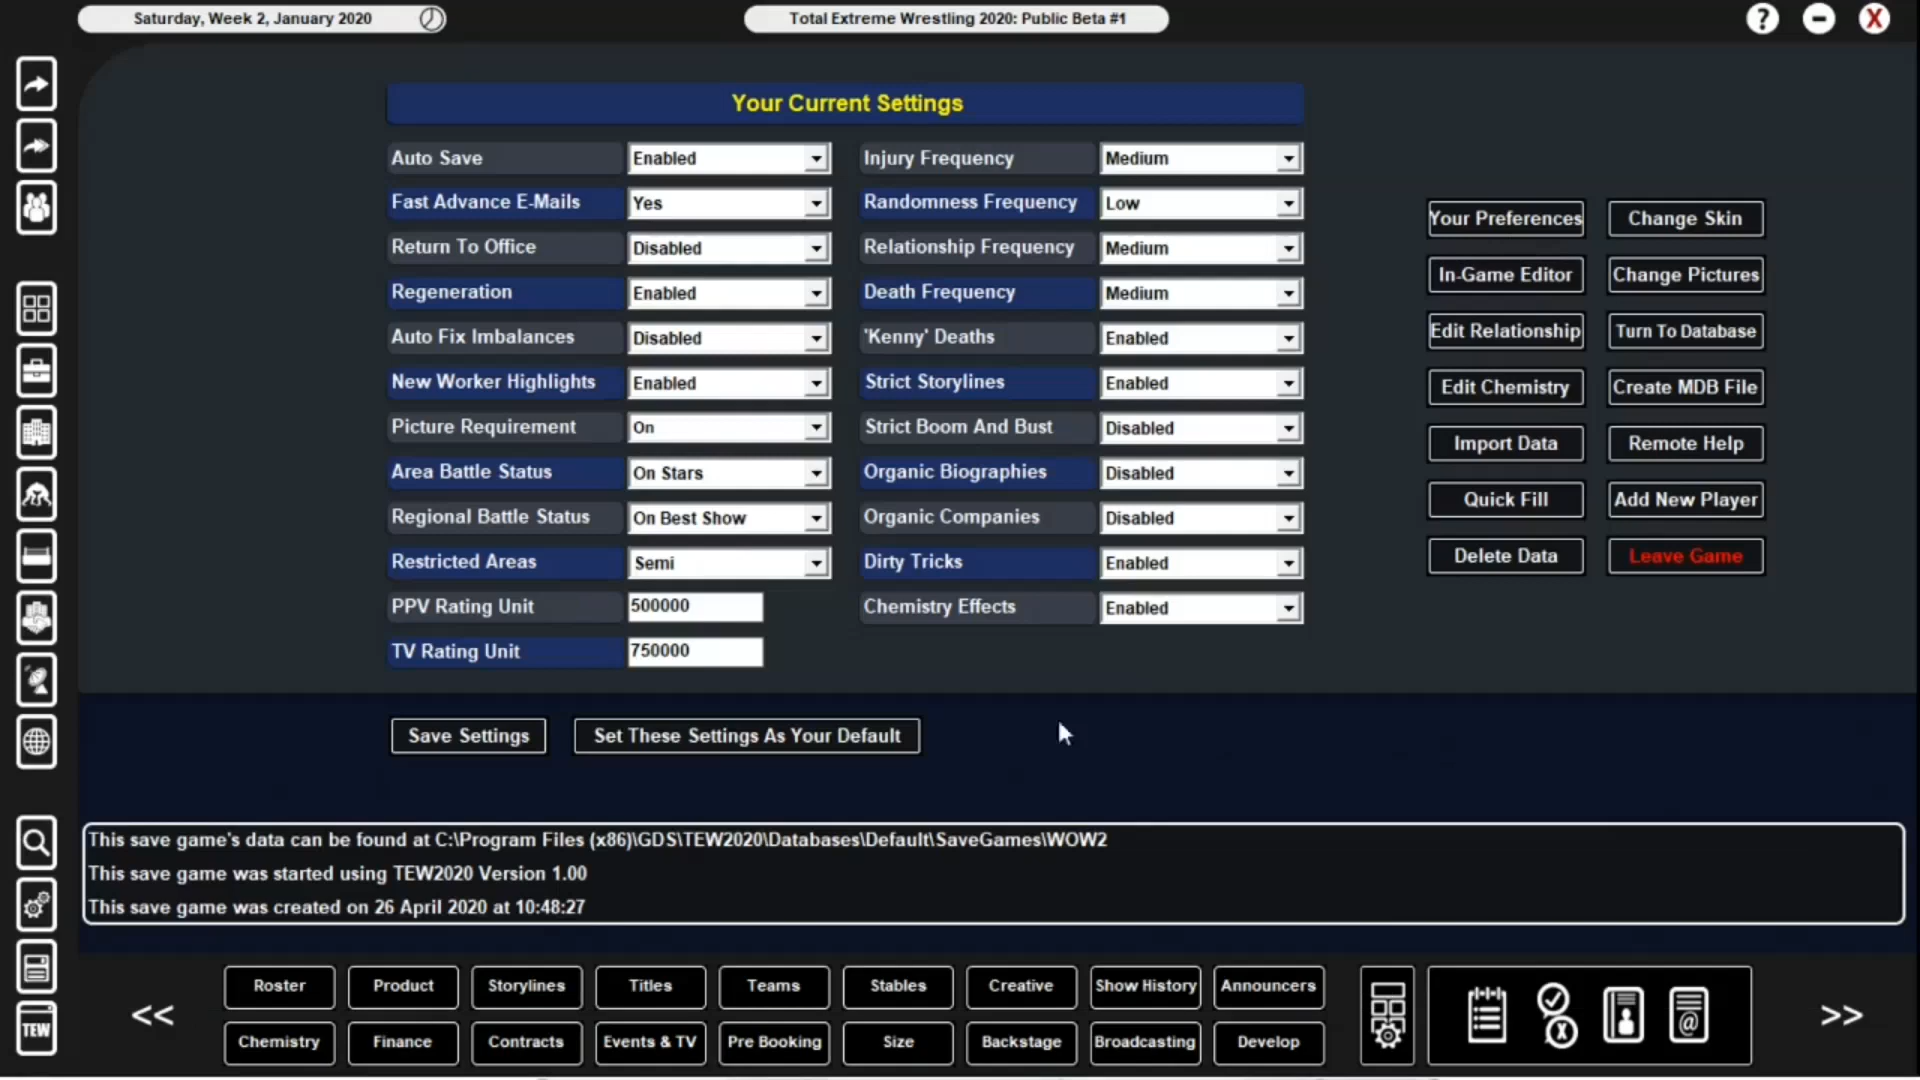 Saturday, Week 2, January 2020
Total Extreme Wrestling 2020: Public Beta #1
?
X
Your Current Settings
Auto Save Enabled Injury Frequency Medium
Fast Advance E-Mails Yes Randomness Frequency Low
Return To Office Disabled Relationship Frequency Medium
Regeneration Enabled Death Frequency Medium
Auto Fix Imbalances Disabled 'Kenny' Deaths Enabled
New Worker Highlights Enabled Strict Storylines Enabled
Picture Requirement On Strict Boom And Bust Disabled
Area Battle Status On Stars Organic Biographies Disabled
Regional Battle Status On Best Show Organic Companies Disabled
Restricted Areas Semi Dirty Tricks Enabled
PPV Rating Unit 500000 Chemistry Effects Enabled
TV Rating Unit 750000
Your Preferences Change Skin
In-Game Editor Change Pictures
Edit Relationship Turn To Database
Edit Chemistry Create MDB File
Import Data Remote Help
Quick Fill Add New Player
Delete Data Leave Game
Save Settings Set These Settings As Your Default
This save game's data can be found at C:\Program Files (x86)\GDS\TEW2020\Databases\Default\SaveGames\WOW2
This save game was started using TEW2020 Version 1.00
This save game was created on 26 April 2020 at 10:48:27
TEW
<<
Roster Product Storylines Titles Teams Stables Creative Show History Announcers
Chemistry Finance Contracts Events & TV Pre Booking Size Backstage Broadcasting Develop
X
@
>>